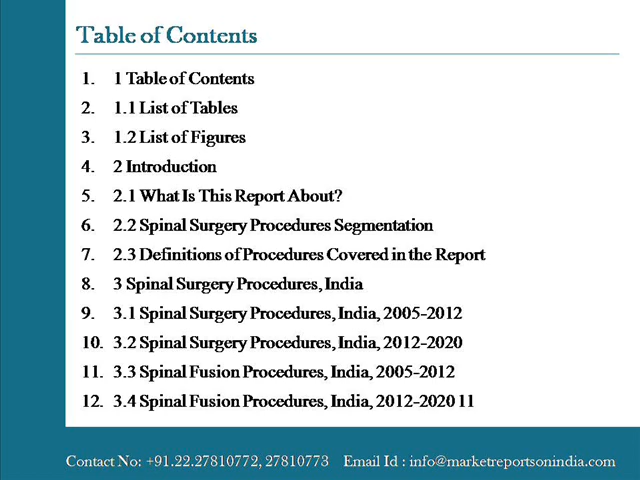 Table of Contents
1. 1 Table of Contents
2. 1.1 List of Tables
3. 1.2 List of Figures
4. 2 Introduction
5. 2.1 What Is This Report About?
6. 2.2 Spinal Surgery Procedures Segmentation
7. 2.3 Definitions of Procedures Covered in the Report
8. 3 Spinal Surgery Procedures, India
9. 3.1 Spinal Surgery Procedures, India, 2005-2012
10. 3.2 Spinal Surgery Procedures, India, 2012-2020
11. 3.3 Spinal Fusion Procedures, India, 2005-2012
12. 3.4 Spinal Fusion Procedures, India, 2012-2020 11
Contact No: +91.22.27810772, 27810773 Email Id : info@marketreportsonindia.com